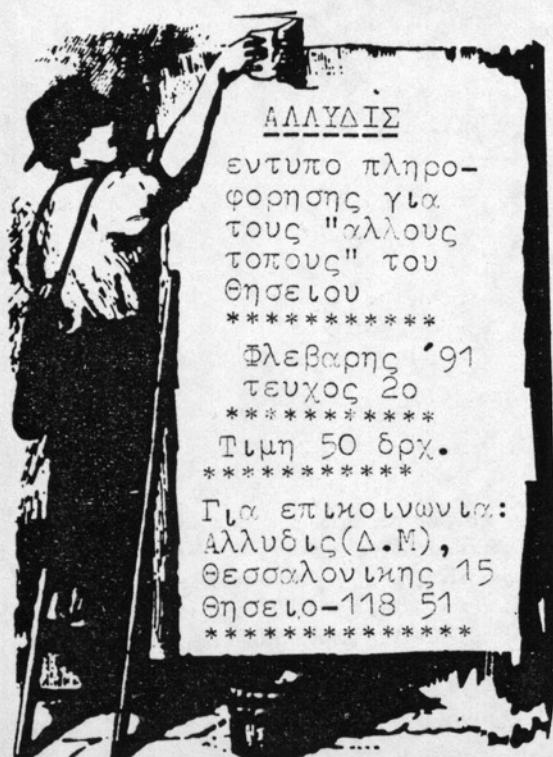 ΑΛΛΥΔΙΣ
εντυπο πληρο-
φορησης για
τους "αλλους
τοπους" του
Θησειου
***********
Φλεβαρης '91
τευχος 2ο
***********
Τιμη 50 δρχ.
***********
Για επικοινωνια:
Αλλυδις(Δ.Μ),
Θεσσαλονικης 15
Θησειο-118 51
**************